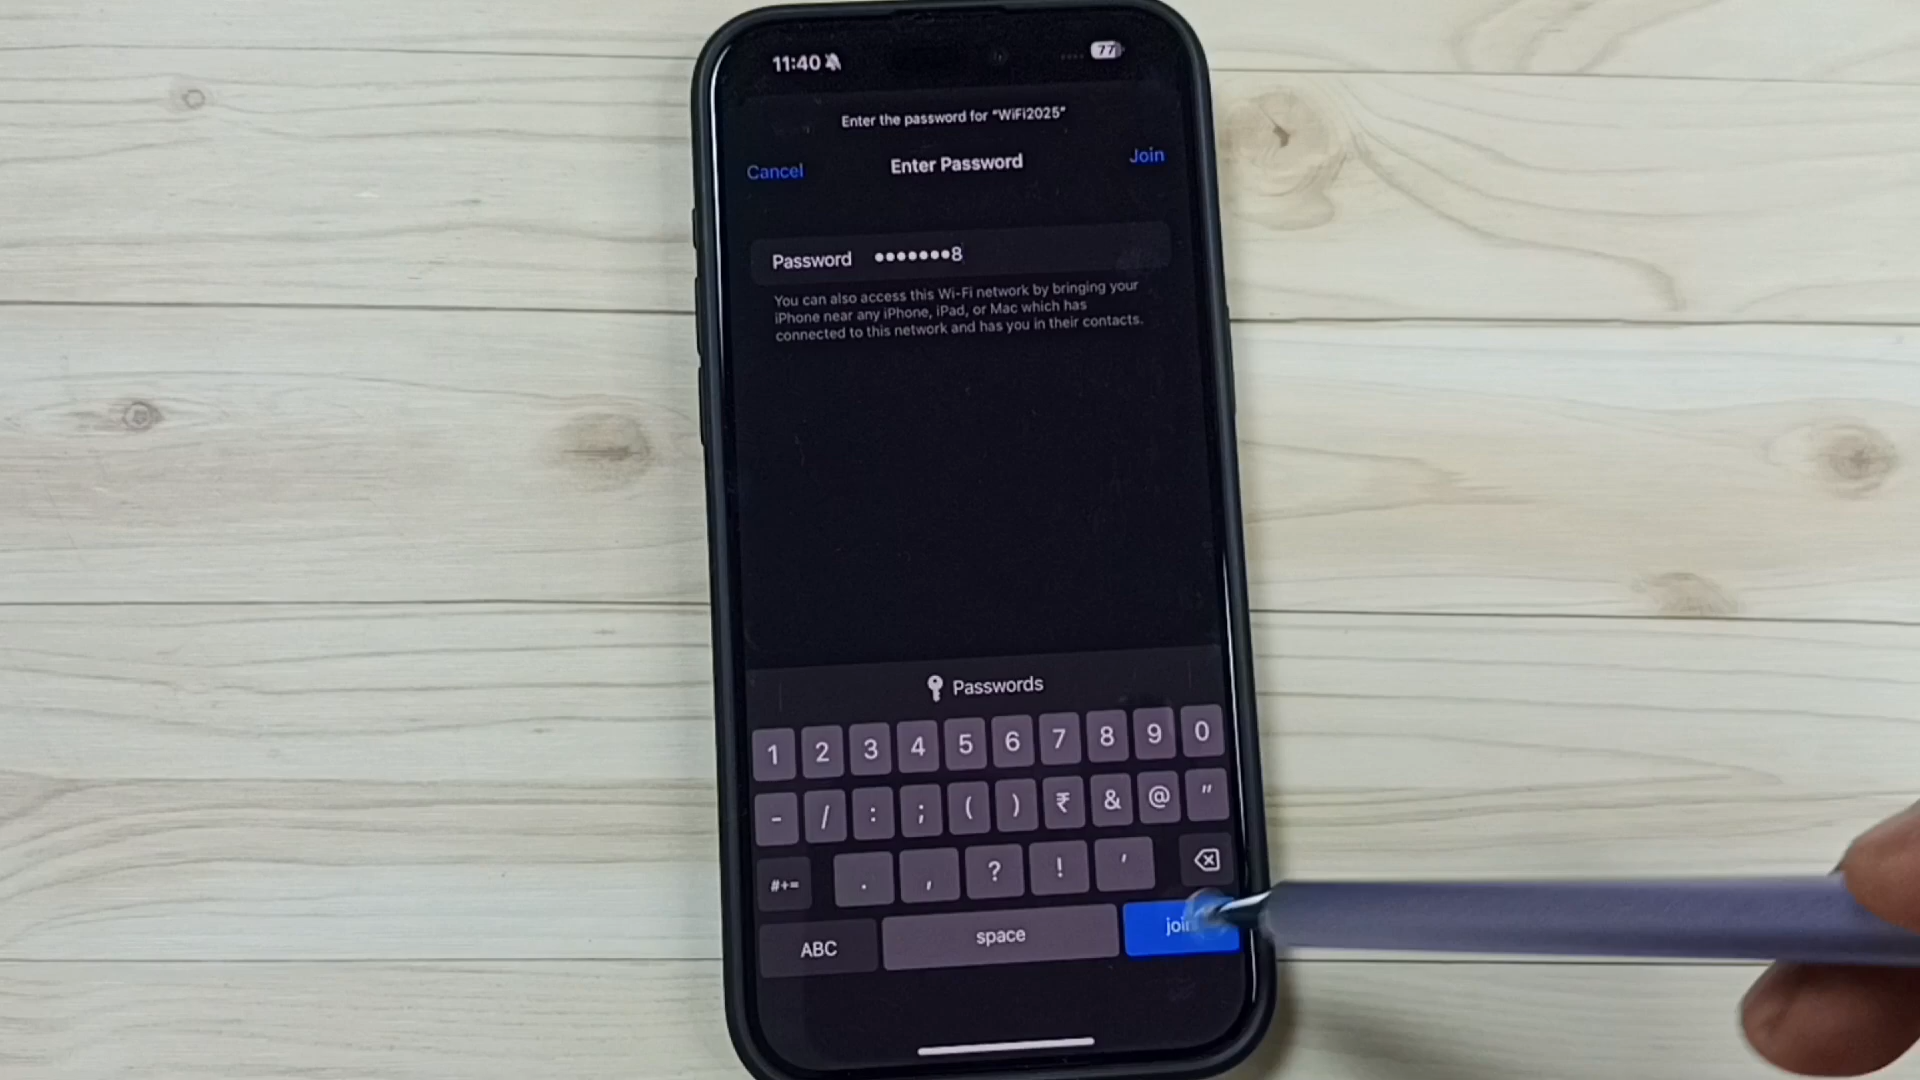 11:40
77
Enter the password for "WiFi2025"
Cancel Enter Password Join
Password •••••••8
You can also access this Wi-Fi network by bringing your
iPhone near any iPhone, iPad, or Mac which has
connected to this network and has you in their contacts.
Passwords
1 2 3 4 5 6 7 8 9 0
- / : ; ( ) ₹ & @ "
#+= . , ? ! '
ABC space join